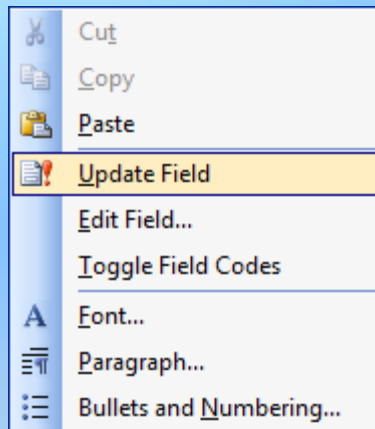 Cut
Copy
Paste
Update Field
Edit Field...
Toggle Field Codes
Font...
Paragraph...
Bullets and Numbering...